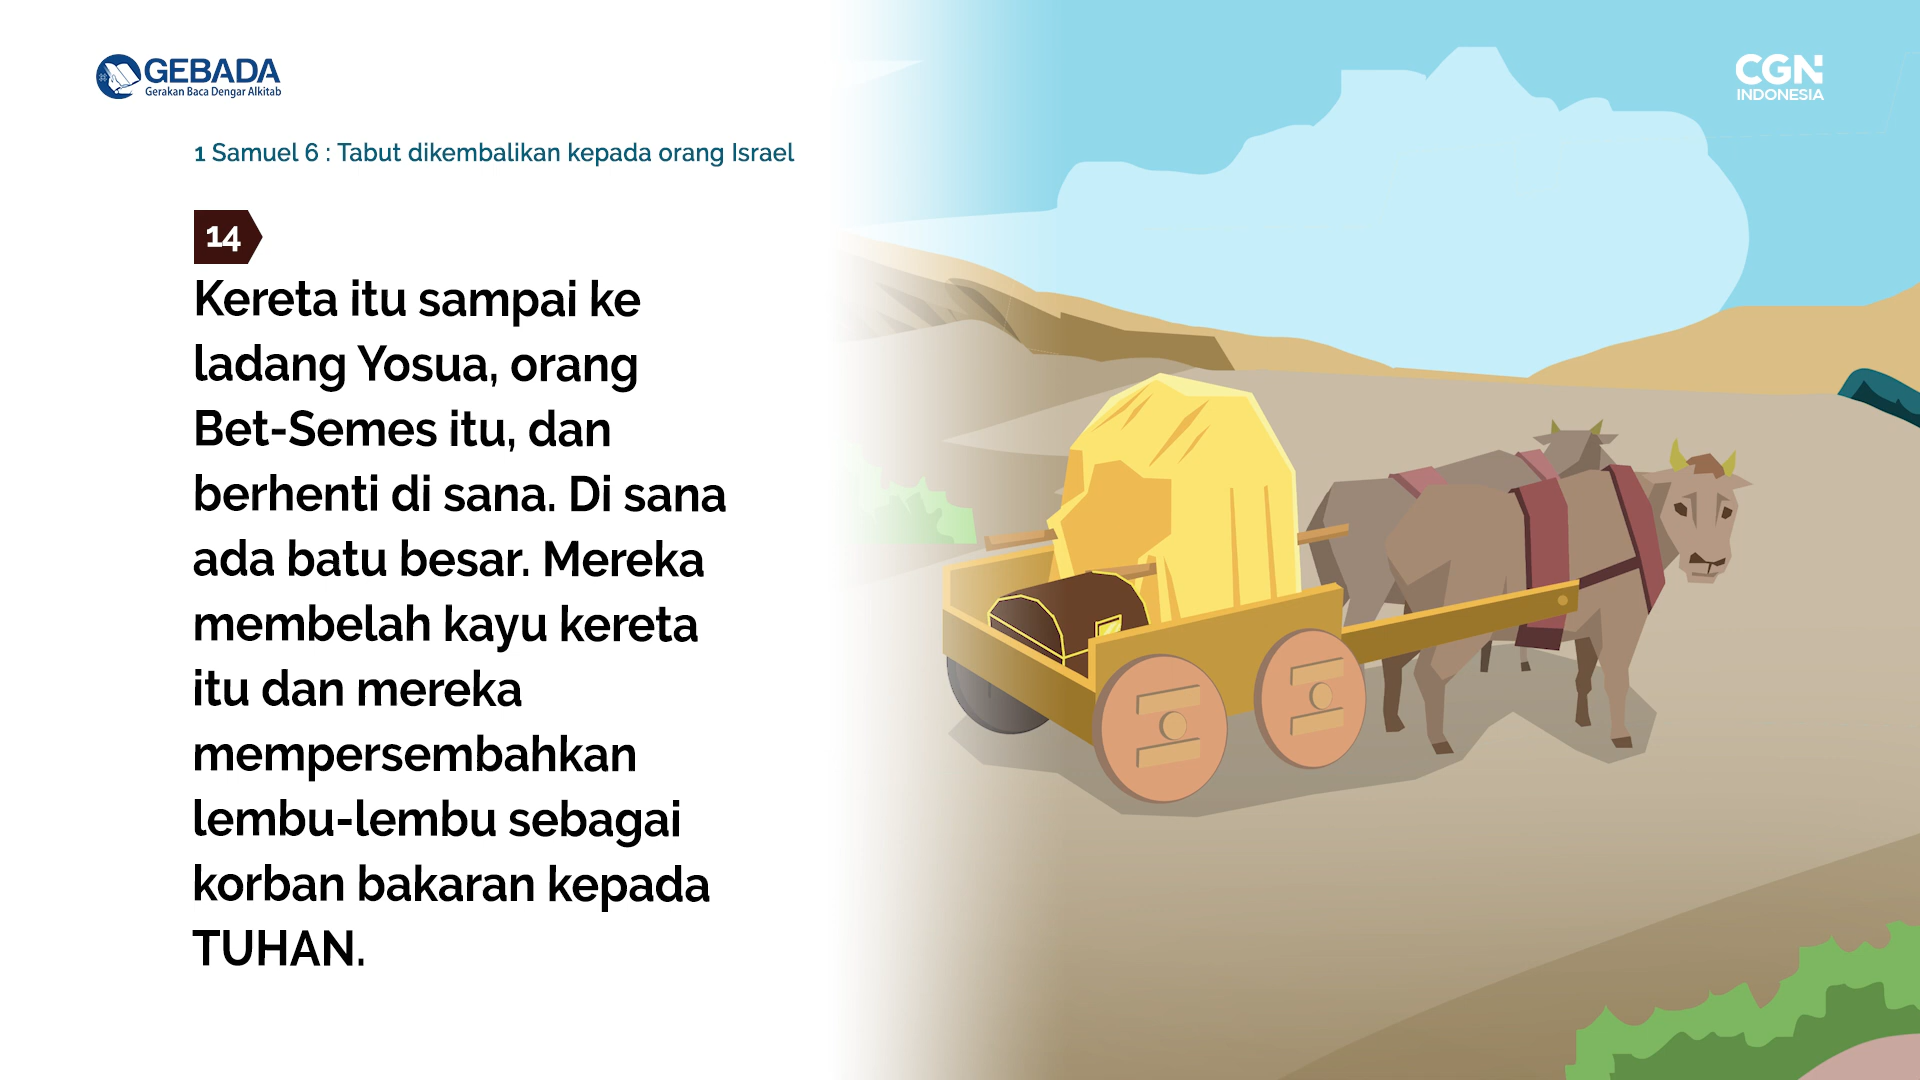 GEBADA
Gerakan Baca Dengar Alkitab
CGN
INDONESIA
1 Samuel 6 : Tabut dikembalikan kepada orang Israel
14
Kereta itu sampai ke
ladang Yosua, orang
Bet-Semes itu, dan
berhenti di sana. Di sana
ada batu besar. Mereka
membelah kayu kereta
itu dan mereka
mempersembahkan
lembu-lembu sebagai
korban bakaran kepada
TUHAN.